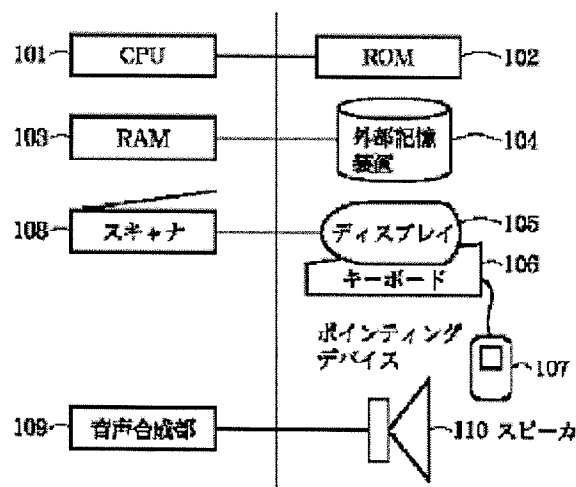 101 CPU ROM 102
103 RAM 外部記憶 104
装置
108 スキャナ ディスプレイ 105
キーボード 106
ポインティング
デバイス 107
109 音声合成部 110 スピーカ